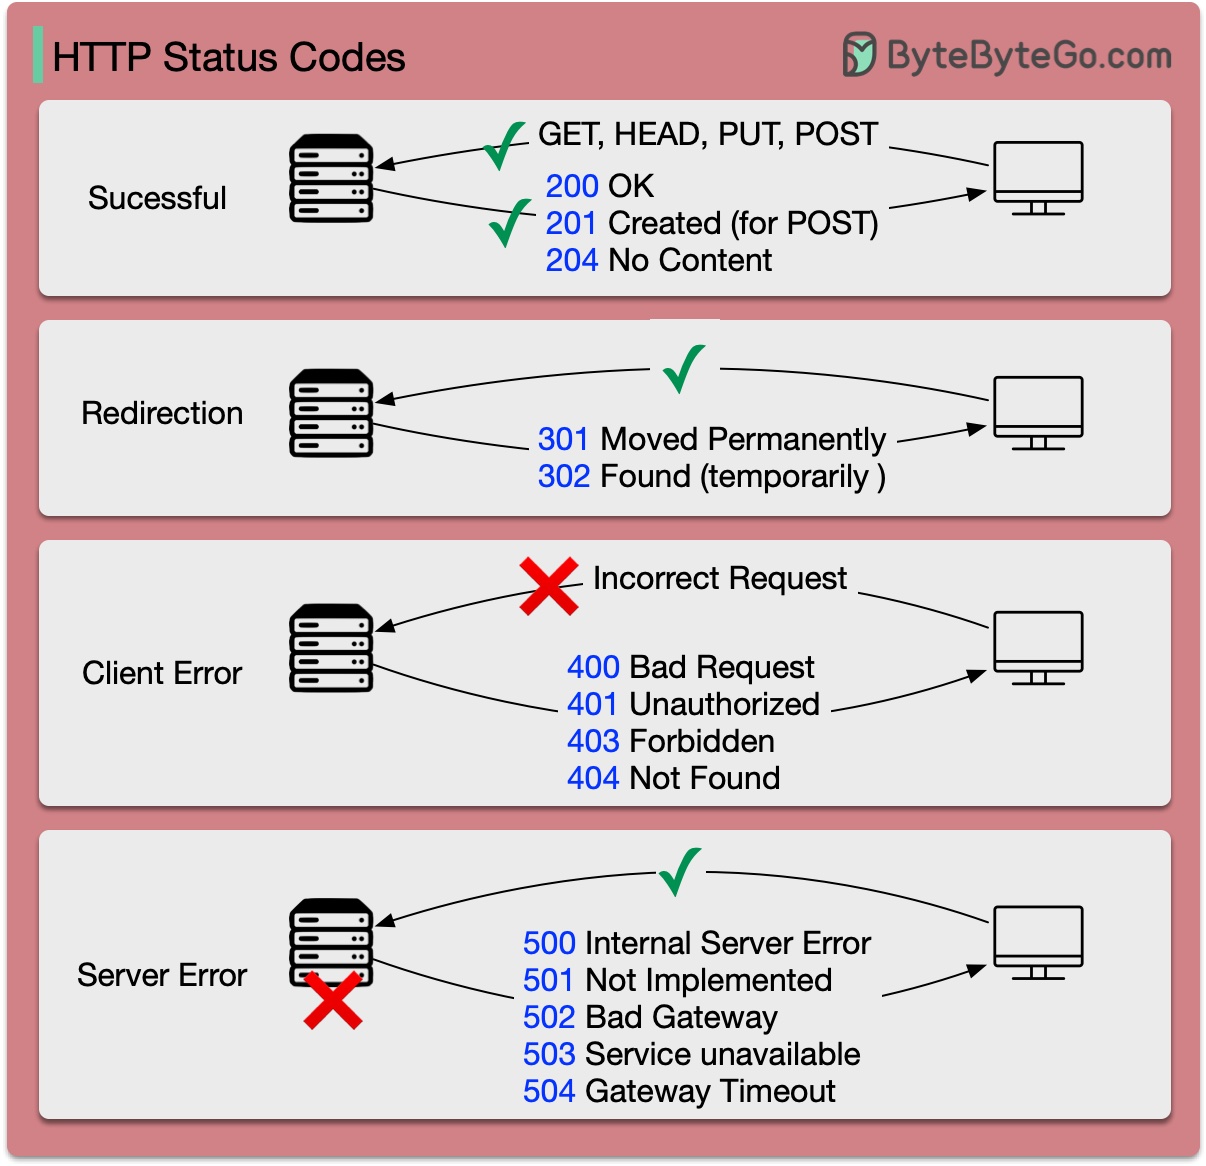 HTTP Status Codes
ByteByteGo.com
Sucessful
GET, HEAD, PUT, POST
200 OK
201 Created (for POST)
204 No Content
Redirection
301 Moved Permanently
302 Found (temporarily )
Client Error
Incorrect Request
400 Bad Request
401 Unauthorized
403 Forbidden
404 Not Found
Server Error
500 Internal Server Error
501 Not Implemented
502 Bad Gateway
503 Service unavailable
504 Gateway Timeout